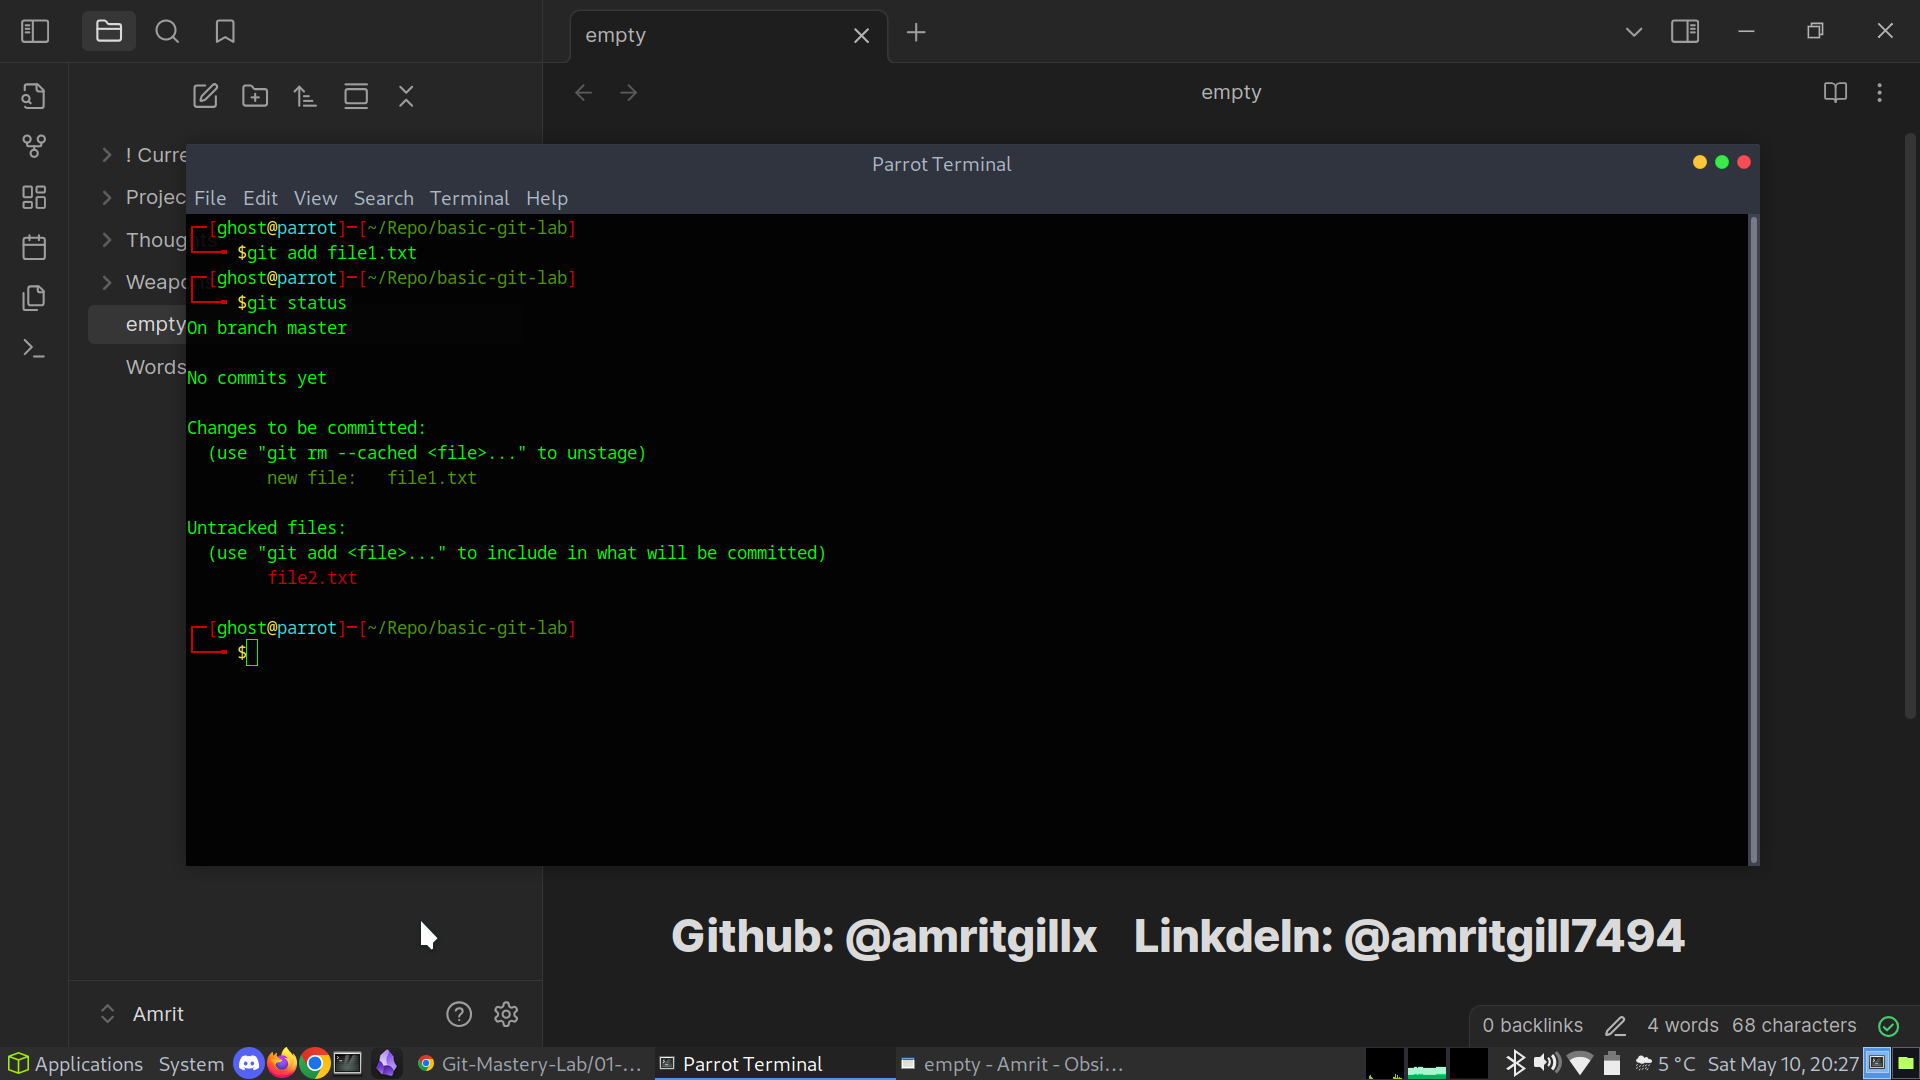 empty
empty
! Curre
Projec
Thoughts
Weapo
empty
Words
Parrot Terminal
File Edit View Search Terminal Help
[ghost@parrot]─[~/Repo/basic-git-lab]
$git add file1.txt
[ghost@parrot]─[~/Repo/basic-git-lab]
$git status
On branch master
No commits yet
Changes to be committed:
(use "git rm --cached <file>..." to unstage)
new file:   file1.txt
Untracked files:
(use "git add <file>..." to include in what will be committed)
file2.txt
[ghost@parrot]─[~/Repo/basic-git-lab]
$
Github: @amritgillx   LinkdeIn: @amritgill7494
Amrit
0 backlinks 4 words 68 characters
Applications System Git-Mastery-Lab/01-... Parrot Terminal empty - Amrit - Obsi... 5 °C Sat May 10, 20:27